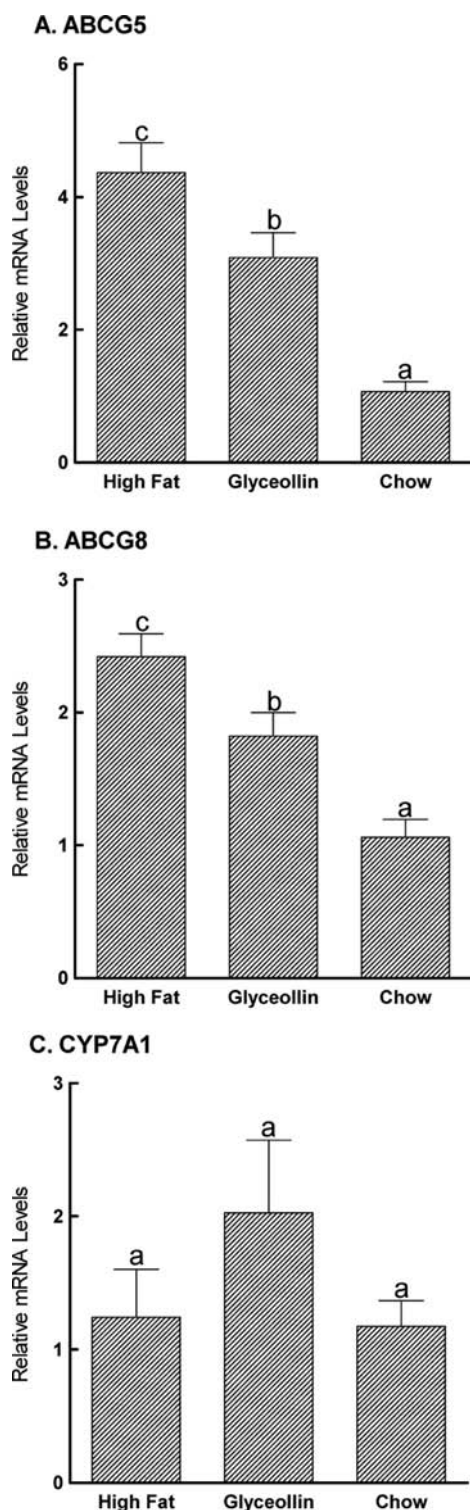 A. ABCG5
6
4
2
0
Relative mRNA Levels
c
b
a
High Fat Glyceollin Chow
B. ABCG8
3
2
1
0
Relative mRNA Levels
c
b
a
High Fat Glyceollin Chow
C. CYP7A1
3
2
1
0
Relative mRNA Levels
a
a
a
High Fat Glyceollin Chow